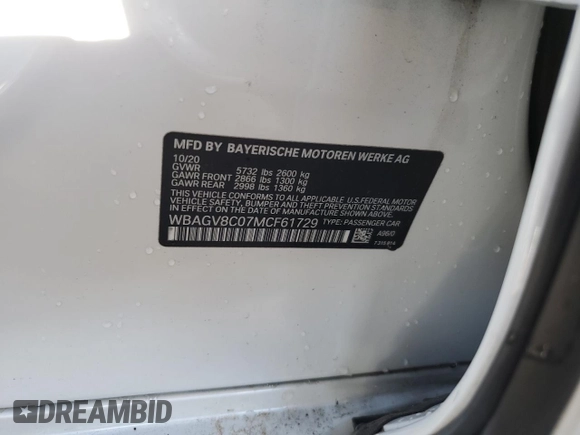 MFD BY BAYERISCHE MOTOREN WERKE AG
10/20
GVWR 5732 lbs 2600 kg
GAWR FRONT 2866 lbs 1300 kg
GAWR REAR 2998 lbs 1360 kg
THIS VEHICLE CONFORMS TO ALL APPLICABLE U.S.FEDERAL MOTOR
VEHICLE SAFETY, BUMPER, AND THEFT PREVENTION STANDARDS
IN EFFECT ON THE DATE OF MANUFACTURE SHOWN ABOVE.
WBAGV8C07MCF61729 TYPE: PASSENGER CAR
A96/0
DREAMBID